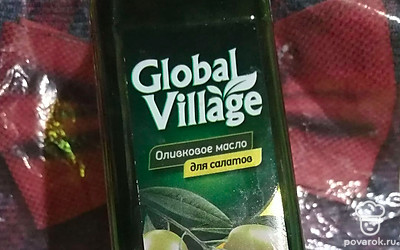 Global
Village
Оливковое масло
для салатов
povarok.ru